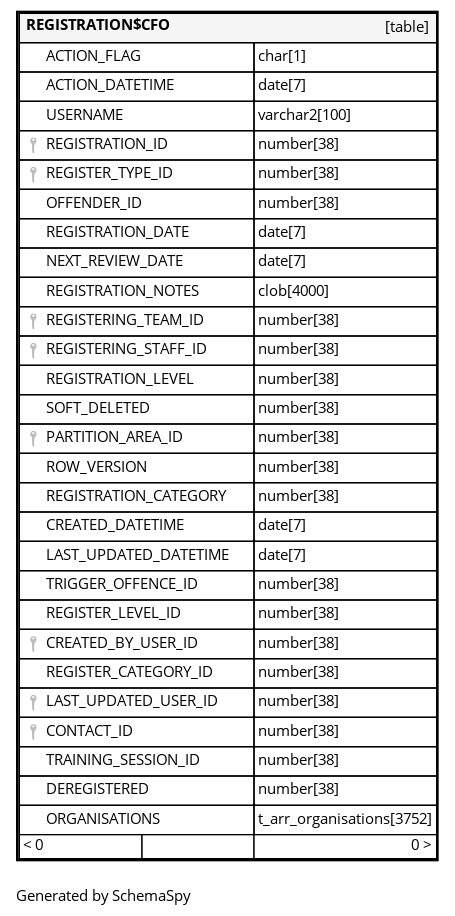 REGISTRATION$CFO [table]
ACTION_FLAG char[1]
ACTION_DATETIME date[7]
USERNAME varchar2[100]
REGISTRATION_ID number[38]
REGISTER_TYPE_ID number[38]
OFFENDER_ID number[38]
REGISTRATION_DATE date[7]
NEXT_REVIEW_DATE date[7]
REGISTRATION_NOTES clob[4000]
REGISTERING_TEAM_ID number[38]
REGISTERING_STAFF_ID number[38]
REGISTRATION_LEVEL number[38]
SOFT_DELETED number[38]
PARTITION_AREA_ID number[38]
ROW_VERSION number[38]
REGISTRATION_CATEGORY number[38]
CREATED_DATETIME date[7]
LAST_UPDATED_DATETIME date[7]
TRIGGER_OFFENCE_ID number[38]
REGISTER_LEVEL_ID number[38]
CREATED_BY_USER_ID number[38]
REGISTER_CATEGORY_ID number[38]
LAST_UPDATED_USER_ID number[38]
CONTACT_ID number[38]
TRAINING_SESSION_ID number[38]
DEREGISTERED number[38]
ORGANISATIONS t_arr_organisations[3752]
< 0 0 >
Generated by SchemaSpy